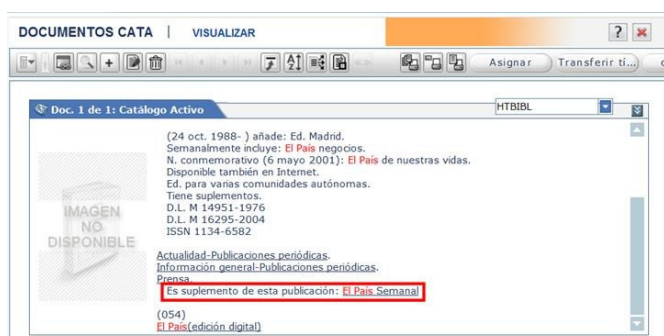 DOCUMENTOS CATA | VISUALIZAR
Asignar Transferir tí...
Doc. 1 de 1: Catálogo Activo
HTBIBL
(24 oct. 1988- ) añade: Ed. Madrid.
Semanalmente incluye: El País negocios.
N. conmemorativo (6 mayo 2001): El País de nuestras vidas.
Disponible también en Internet.
Ed. para varias comunidades autónomas.
Tiene suplementos.
D.L. M 14951-1976
D.L. M 16295-2004
ISSN 1134-6582
IMAGEN
NO
DISPONIBLE
Actualidad-Publicaciones periódicas.
Información general-Publicaciones periódicas.
Prensa.
Es suplemento de esta publicación: El País Semanal
(054)
El País(edición digital)